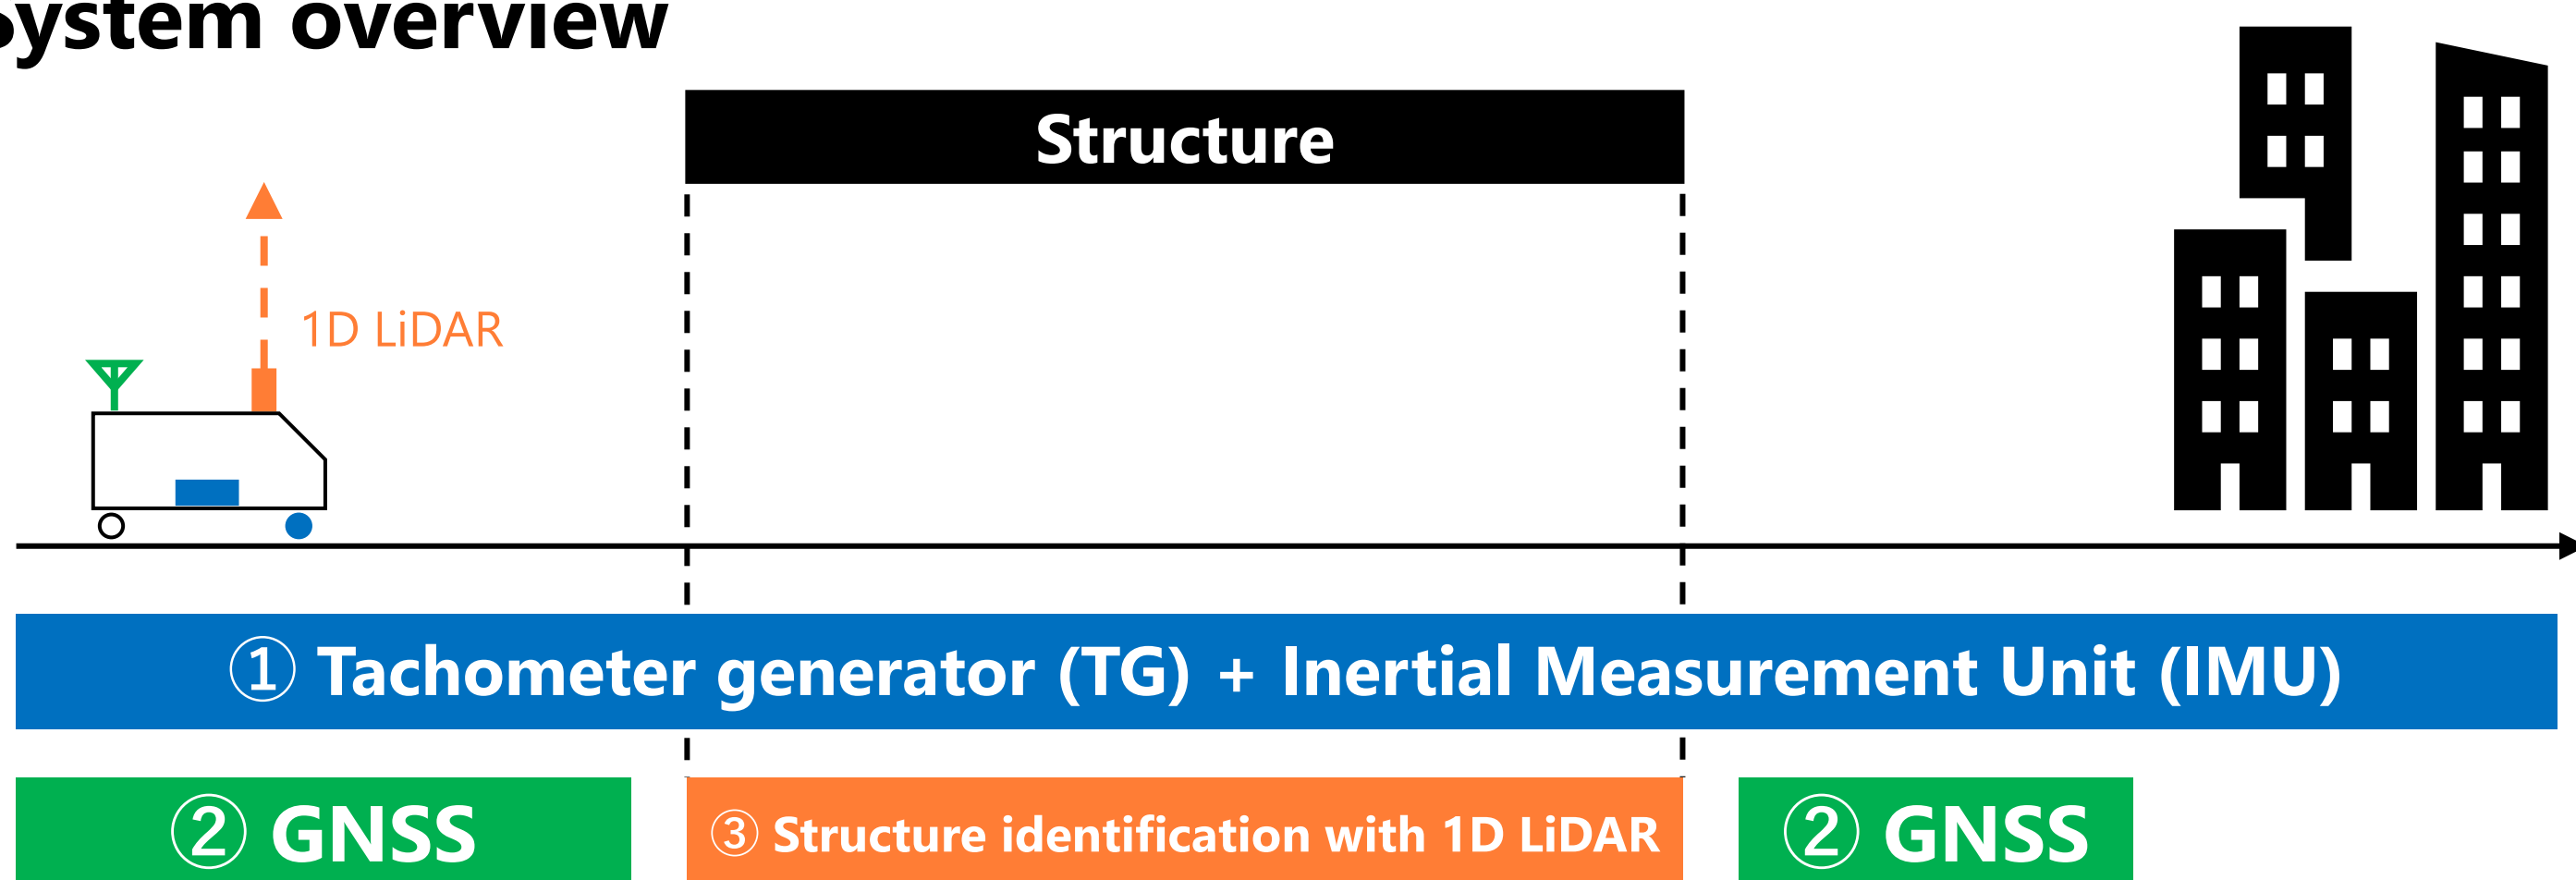 System overview
Structure
1D LiDAR
① Tachometer generator (TG) + Inertial Measurement Unit (IMU)
② GNSS
③ Structure identification with 1D LiDAR
② GNSS